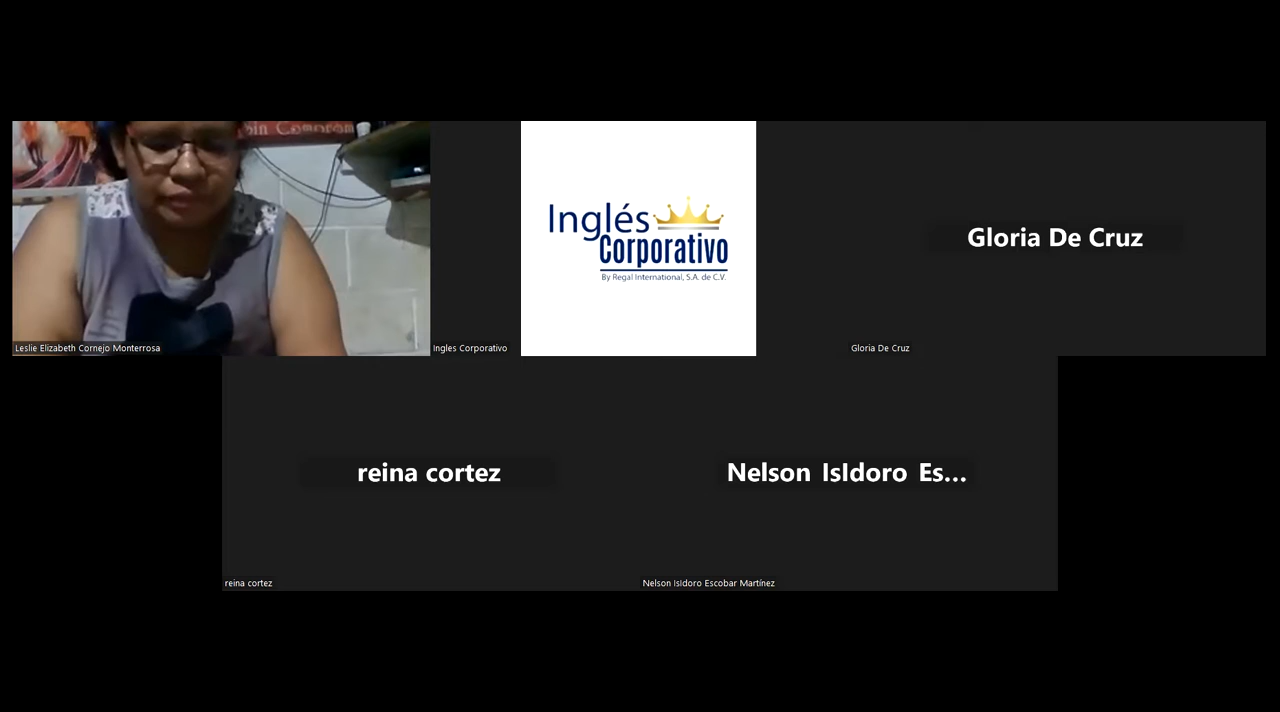 Leslie Elizabeth Cornejo Monterrosa
Inglés
Corporativo
By Regal International, S.A. de C.V.
Ingles Corporativo
Gloria De Cruz
Gloria De Cruz
reina cortez
reina cortez
Nelson IsIdoro Es...
Nelson IsIdoro Escobar Martínez